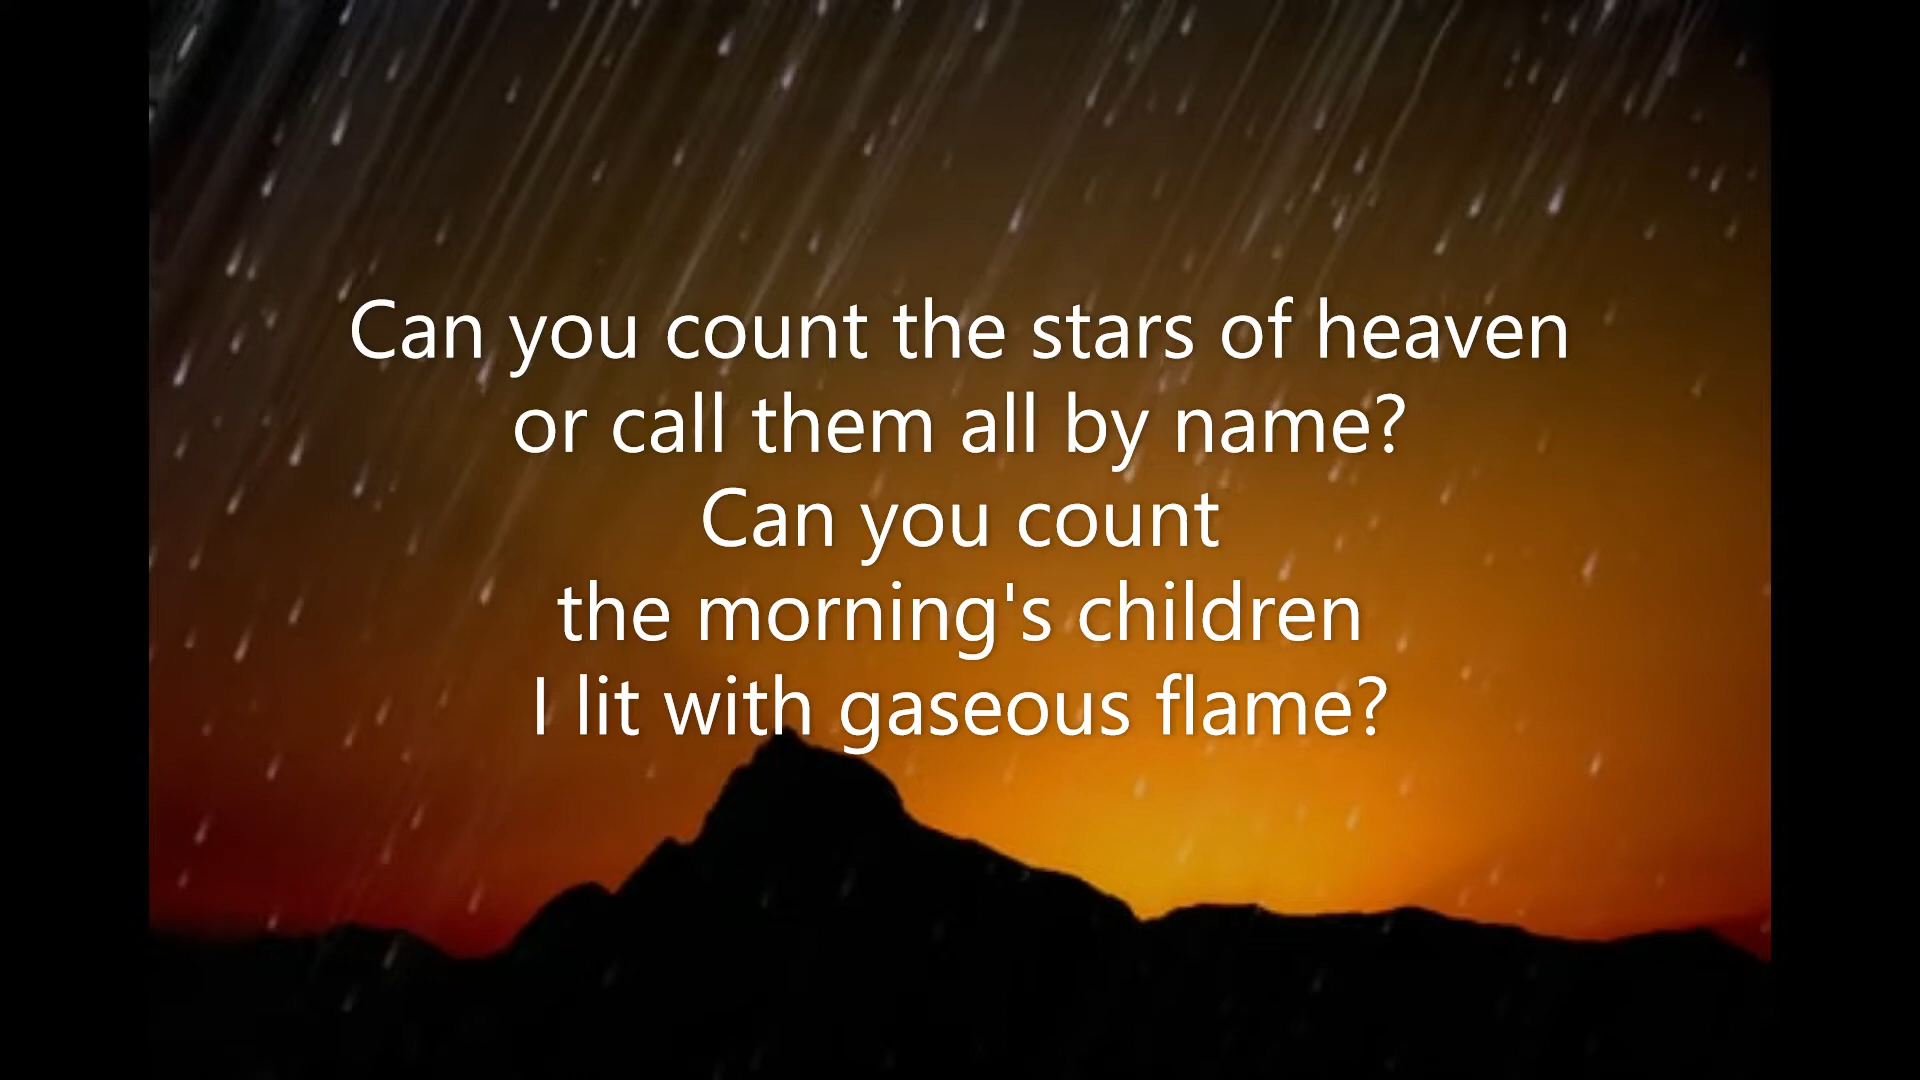 Can you count the stars of heaven
or call them all by name?
Can you count
the morning's children
I lit with gaseous flame?